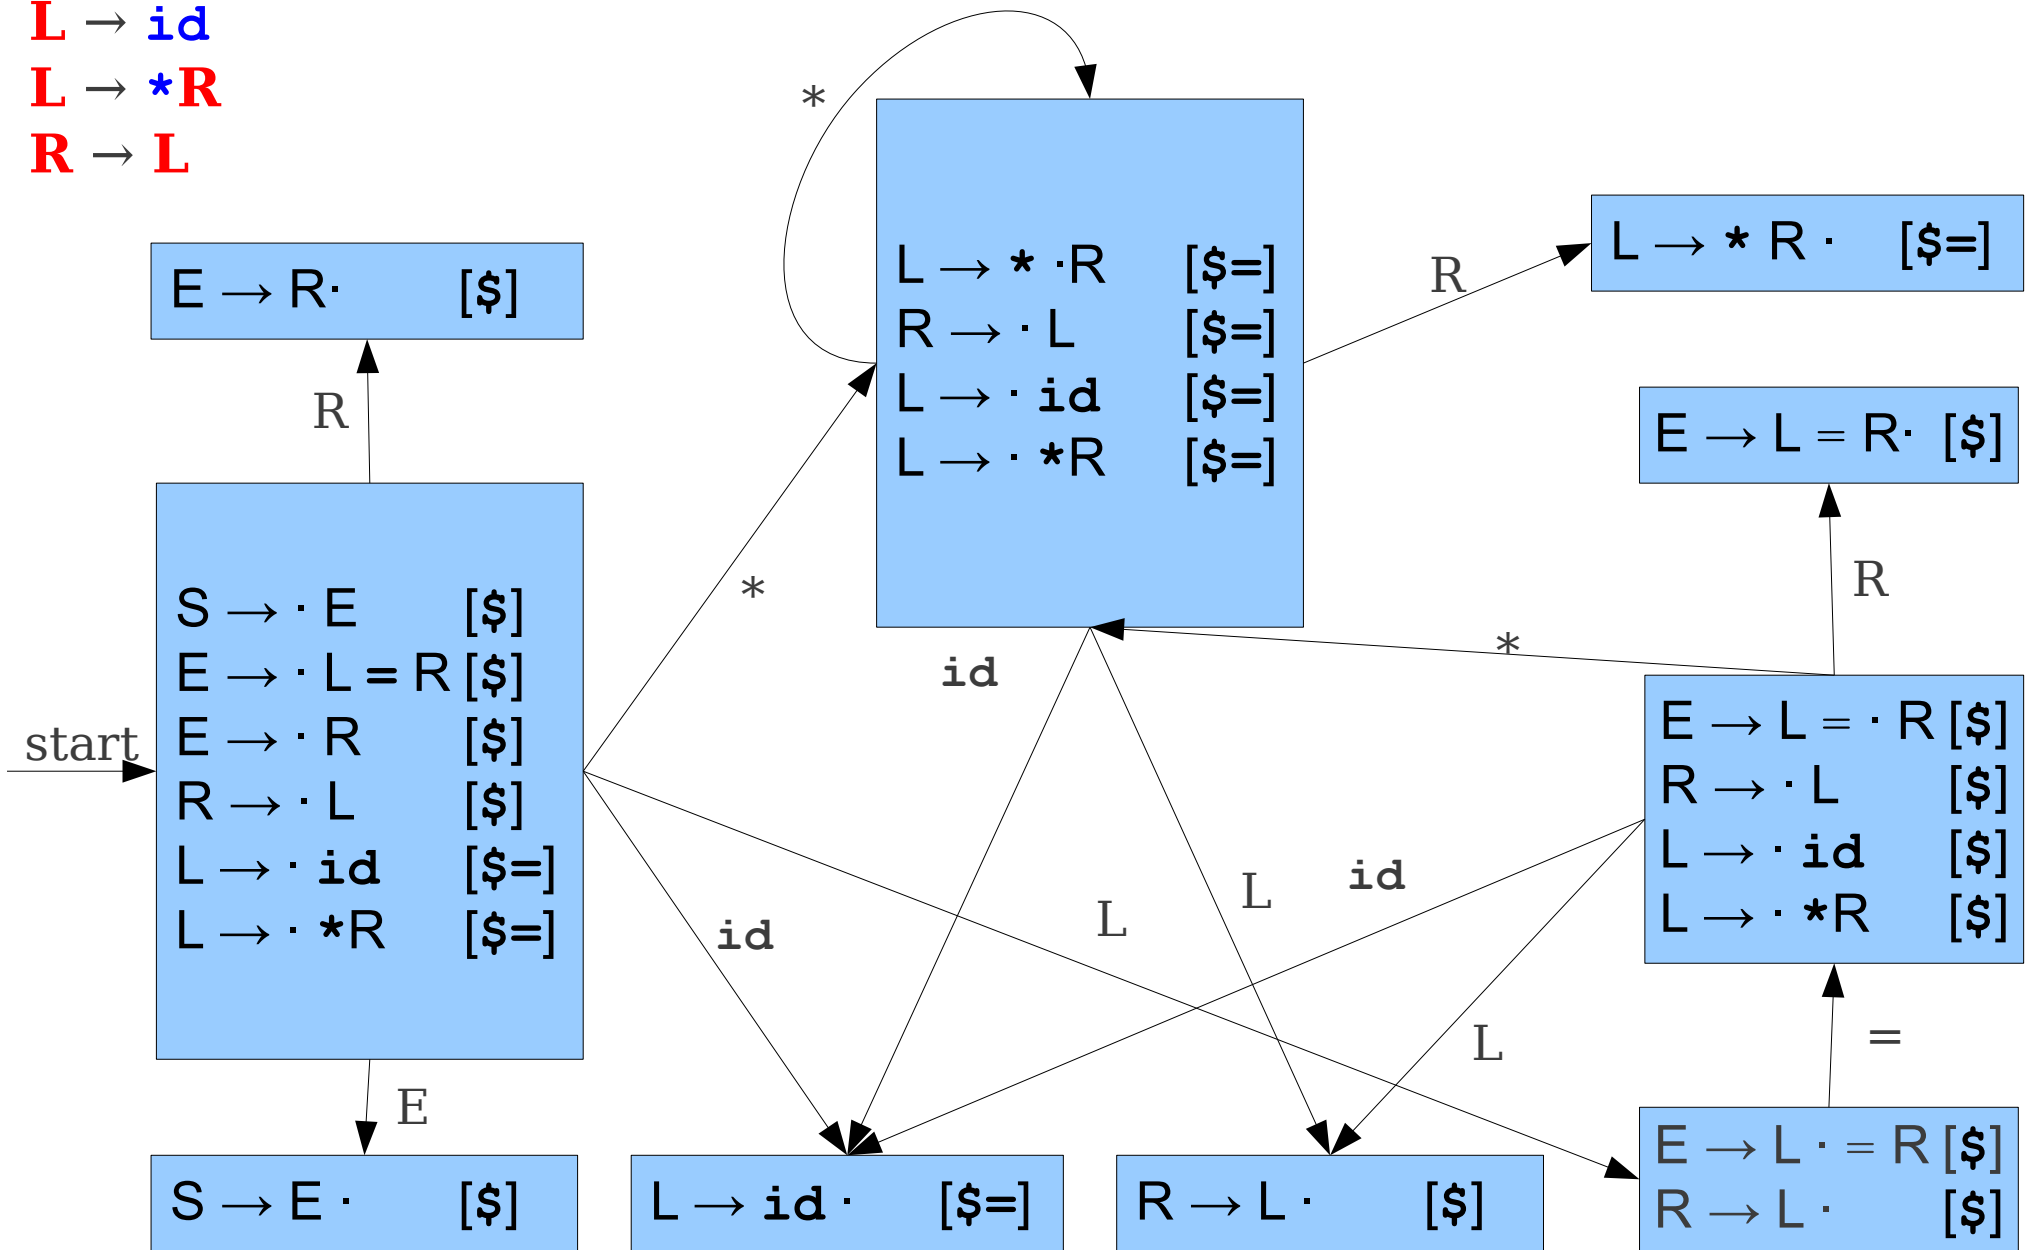 L → id
L → *R
R → L
*
E → R· [$]
R
L → * ·R [$=]
R → · L [$=]
L → · id [$=]
L → · *R [$=]
R
L → * R · [$=]
E → L = R· [$]
R
start
S → · E [$]
E → · L = R [$]
E → · R [$]
R → · L [$]
L → · id [$=]
L → · *R [$=]
*
id
*
E → L = · R [$]
R → · L [$]
L → · id [$]
L → · *R [$]
id
L
L
id
L
=
E
S → E · [$]
L → id · [$=]
R → L · [$]
E → L · = R [$]
R → L · [$]